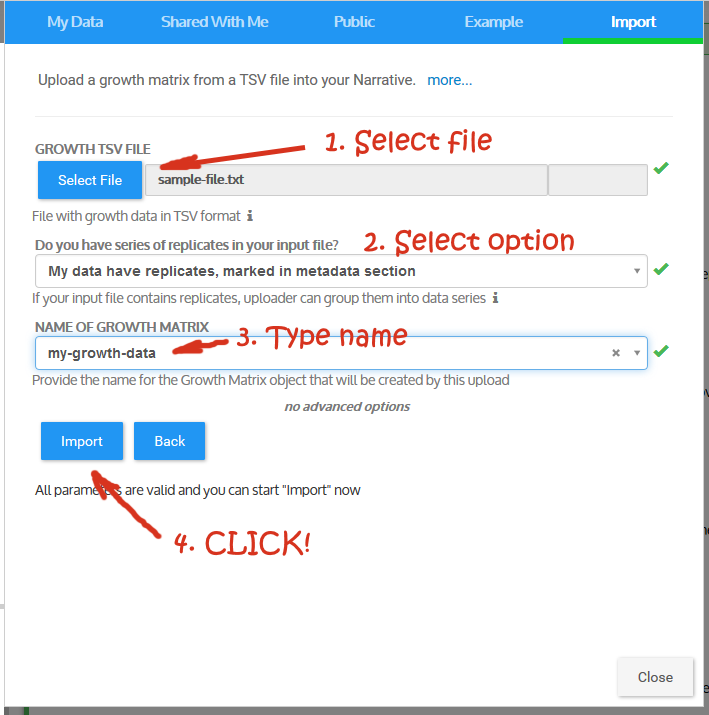 My Data Shared With Me Public Example Import
Upload a growth matrix from a TSV file into your Narrative. more...
GROWTH TSV FILE
1. Select file
Select File sample-file.txt
File with growth data in TSV format i
Do you have series of replicates in your input file?
2. Select option
My data have replicates, marked in metadata section
If your input file contains replicates, uploader can group them into data series i
NAME OF GROWTH MATRIX
3. Type name
my-growth-data ×
Provide the name for the Growth Matrix object that will be created by this upload
no advanced options
Import Back
All parameters are valid and you can start "Import" now
4. CLICK!
Close